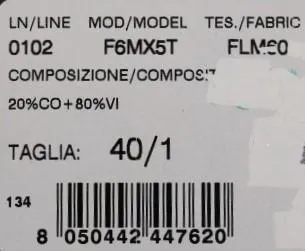 LN/LINE MOD/MODEL TES./FABRIC
0102 F6MX5T
COMPOSIZIONE/
20%CO+80%VI
TAGLIA: 40/1
134
8 050442 447620